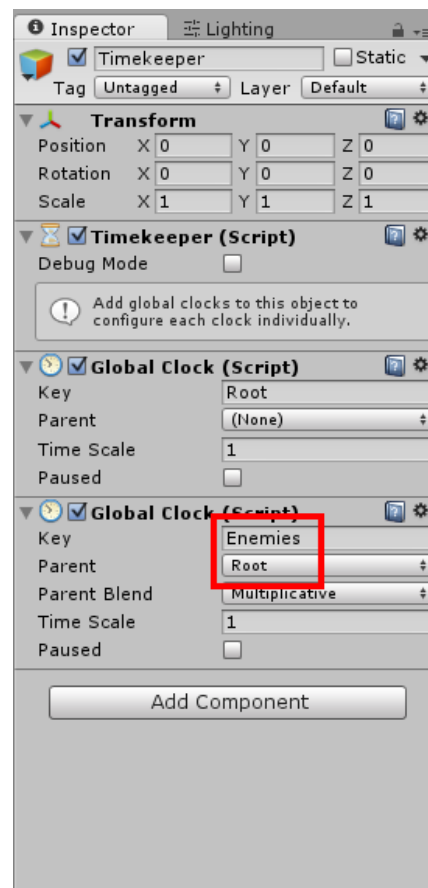 Inspector Lighting
Timekeeper Static
Tag Untagged Layer Default
Transform
Position X 0 Y 0 Z 0
Rotation X 0 Y 0 Z 0
Scale X 1 Y 1 Z 1
Timekeeper (Script)
Debug Mode
Add global clocks to this object to
configure each clock individually.
Global Clock (Script)
Key Root
Parent (None)
Time Scale 1
Paused
Global Clock (Script)
Key Enemies
Parent Root
Parent Blend Multiplicative
Time Scale 1
Paused
Add Component